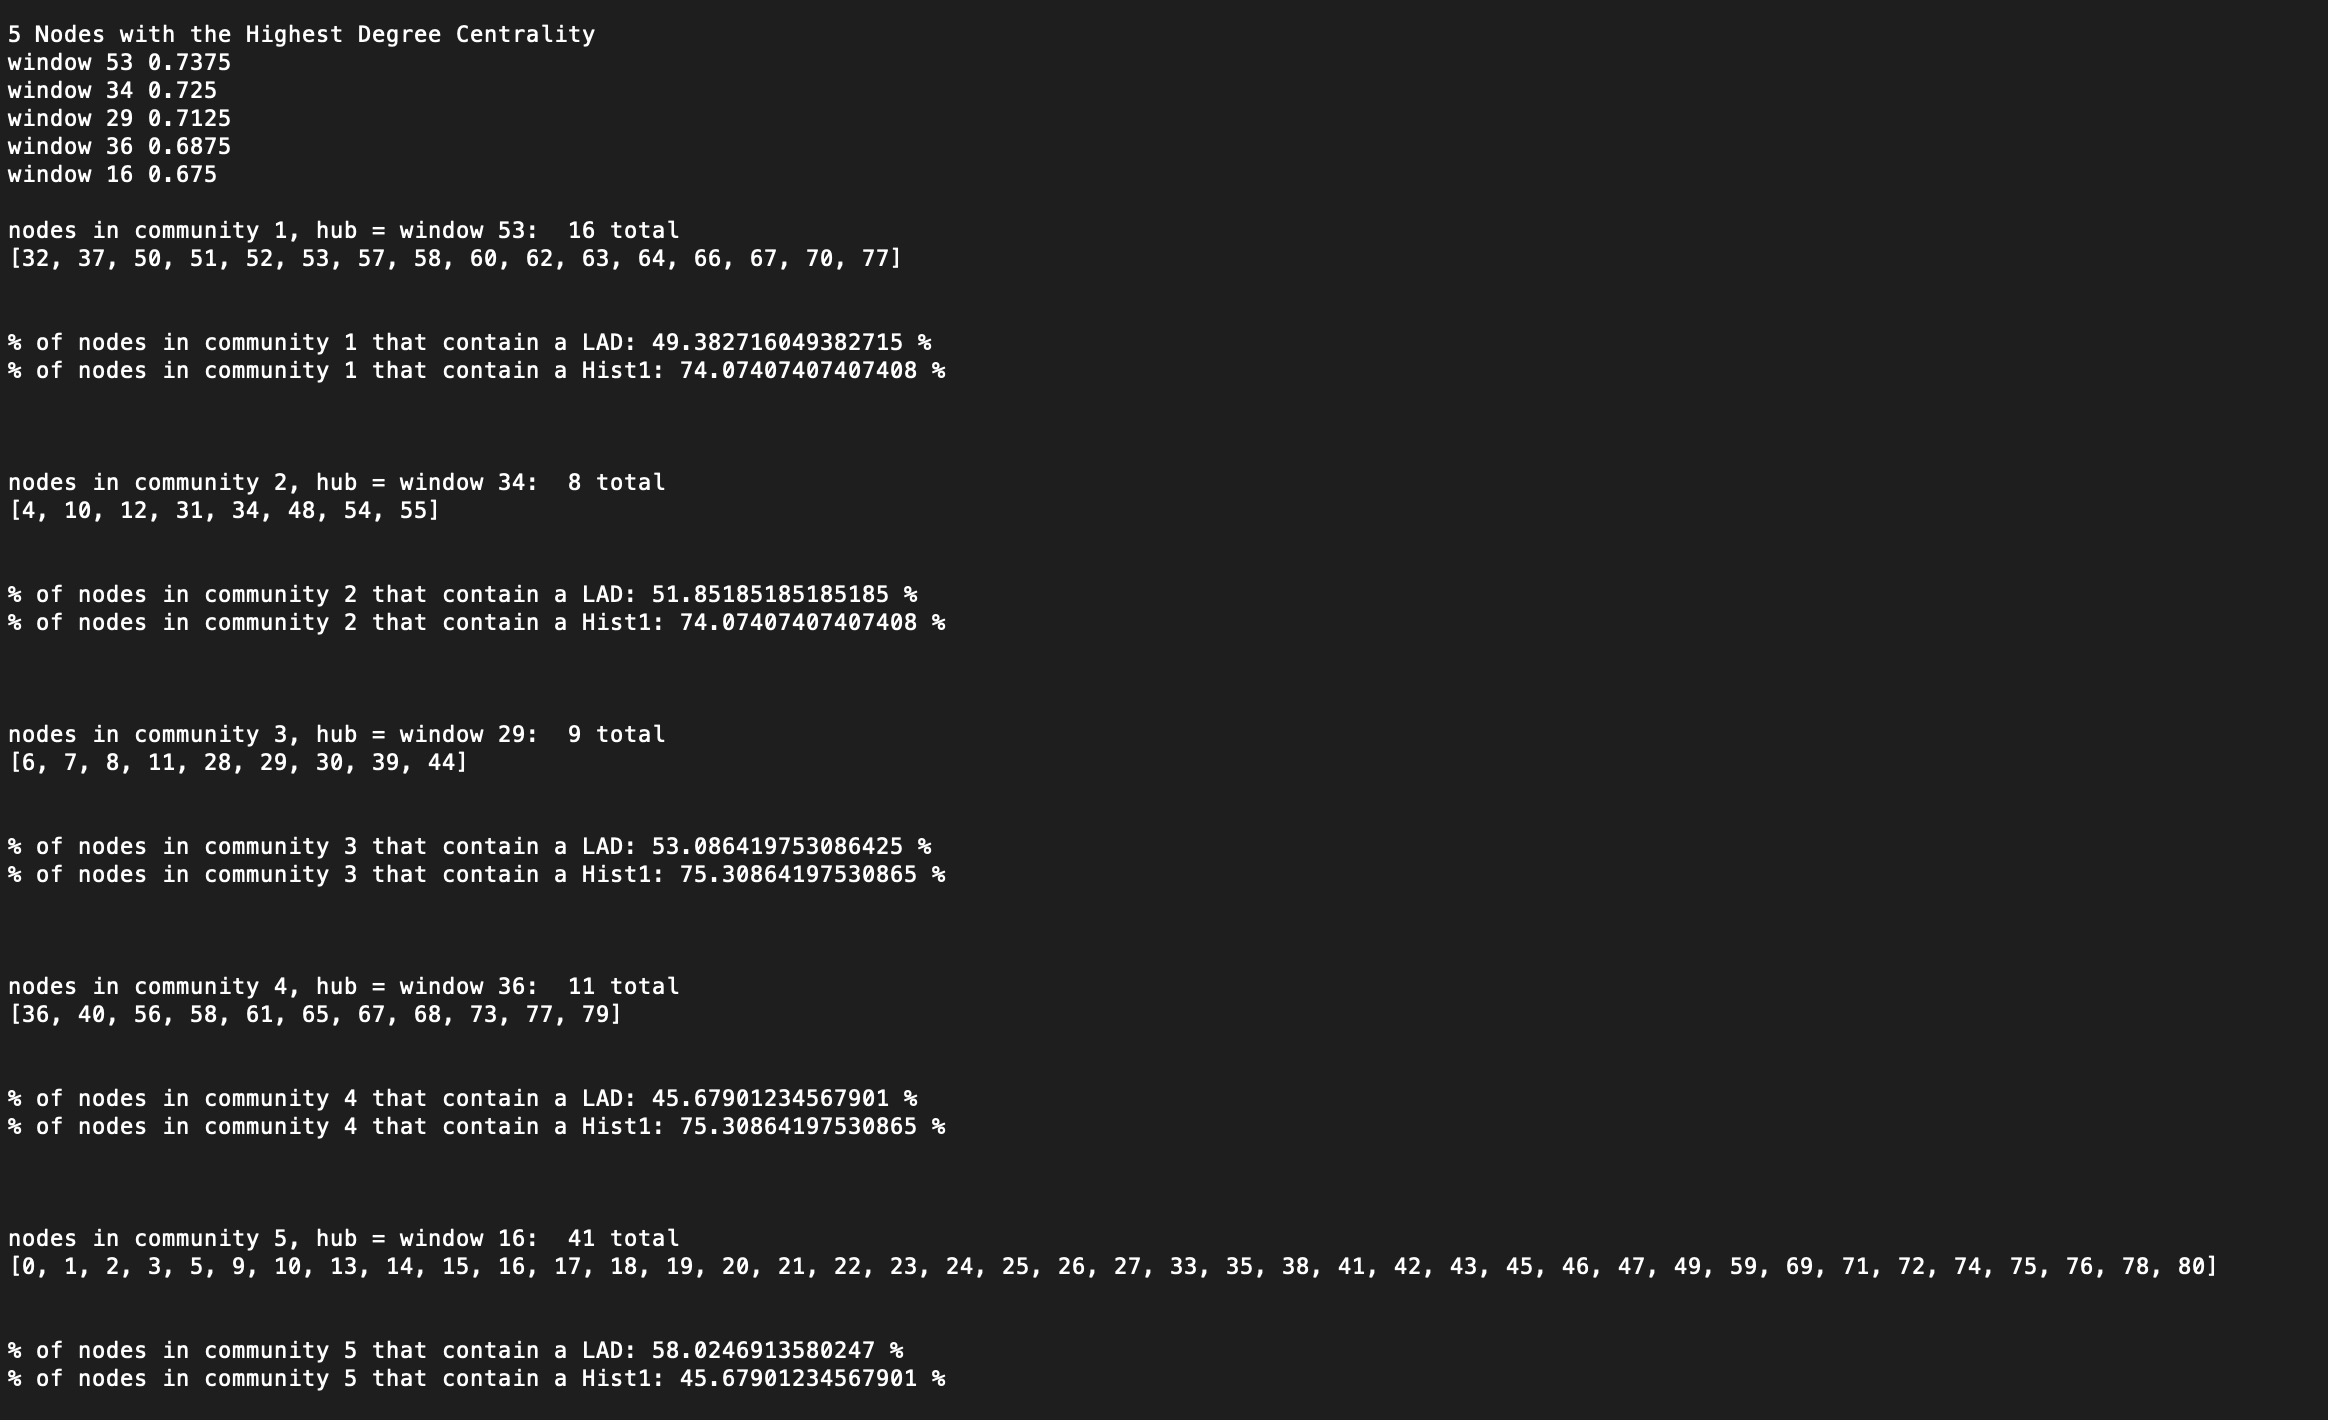 5 Nodes with the Highest Degree Centrality
window 53 0.7375
window 34 0.725
window 29 0.7125
window 36 0.6875
window 16 0.675
nodes in community 1, hub = window 53:  16 total
[32, 37, 50, 51, 52, 53, 57, 58, 60, 62, 63, 64, 66, 67, 70, 77]
% of nodes in community 1 that contain a LAD: 49.382716049382715 %
% of nodes in community 1 that contain a Hist1: 74.07407407407408 %
nodes in community 2, hub = window 34:  8 total
[4, 10, 12, 31, 34, 48, 54, 55]
% of nodes in community 2 that contain a LAD: 51.85185185185185 %
% of nodes in community 2 that contain a Hist1: 74.07407407407408 %
nodes in community 3, hub = window 29:  9 total
[6, 7, 8, 11, 28, 29, 30, 39, 44]
% of nodes in community 3 that contain a LAD: 53.086419753086425 %
% of nodes in community 3 that contain a Hist1: 75.30864197530865 %
nodes in community 4, hub = window 36:  11 total
[36, 40, 56, 58, 61, 65, 67, 68, 73, 77, 79]
% of nodes in community 4 that contain a LAD: 45.67901234567901 %
% of nodes in community 4 that contain a Hist1: 75.30864197530865 %
nodes in community 5, hub = window 16:  41 total
[0, 1, 2, 3, 5, 9, 10, 13, 14, 15, 16, 17, 18, 19, 20, 21, 22, 23, 24, 25, 26, 27, 33, 35, 38, 41, 42, 43, 45, 46, 47, 49, 59, 69, 71, 72, 74, 75, 76, 78, 80]
% of nodes in community 5 that contain a LAD: 58.0246913580247 %
% of nodes in community 5 that contain a Hist1: 45.67901234567901 %